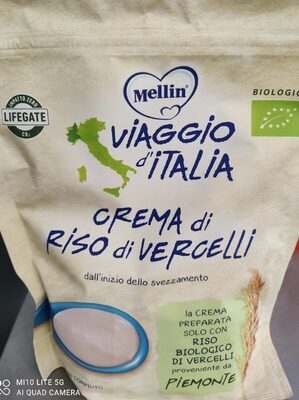 Mellin
IMPATTO ZERO
LIFEGATE
CO2
BIOLOGICO
VIAGGIO
d'ITALIA
CREMA di
RISO di VERCELLI
dall'inizio dello svezzamento
la CREMA
PREPARATA
SOLO CON
RISO
BIOLOGICO
DI VERCELLI
proveniente da
PIEMONTE
MI10 LITE 5G
AI QUAD CAMERA